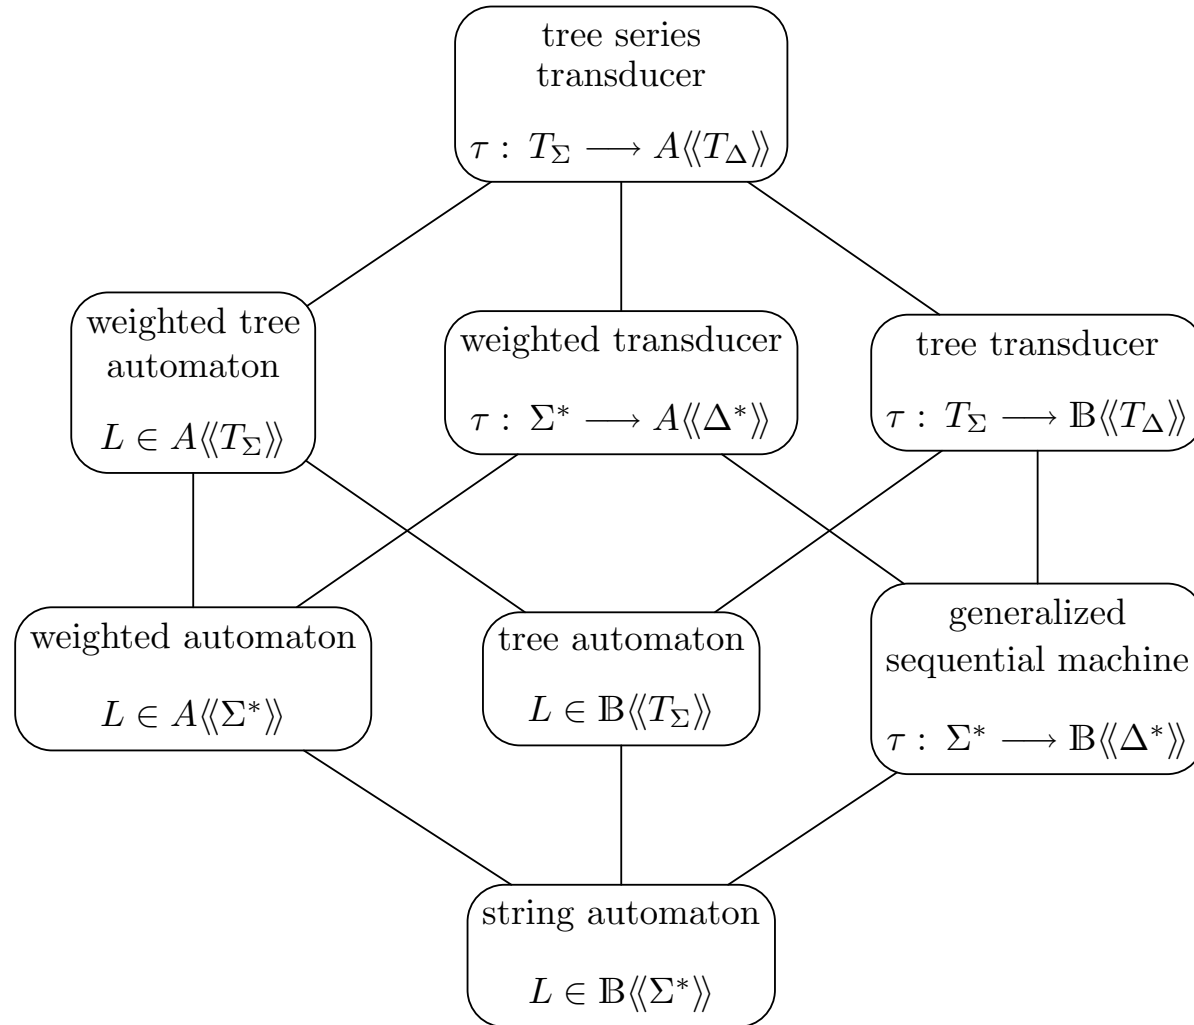 tree series
transducer
τ : T_Σ ⟶ A⟪T_Δ⟫
weighted tree
automaton
L ∈ A⟪T_Σ⟫
weighted transducer
τ : Σ* ⟶ A⟪Δ*⟫
tree transducer
τ : T_Σ ⟶ 𝔹⟪T_Δ⟫
weighted automaton
L ∈ A⟪Σ*⟫
tree automaton
L ∈ 𝔹⟪T_Σ⟫
generalized
sequential machine
τ : Σ* ⟶ 𝔹⟪Δ*⟫
string automaton
L ∈ 𝔹⟪Σ*⟫